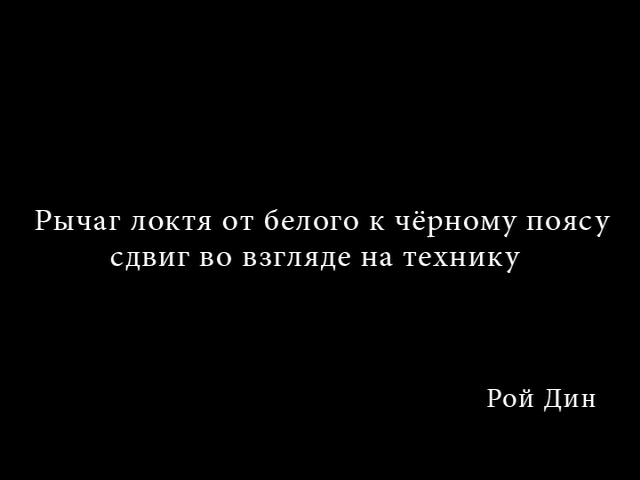 Рычаг локтя от белого к чёрному поясу
сдвиг во взгляде на технику
Рой Дин